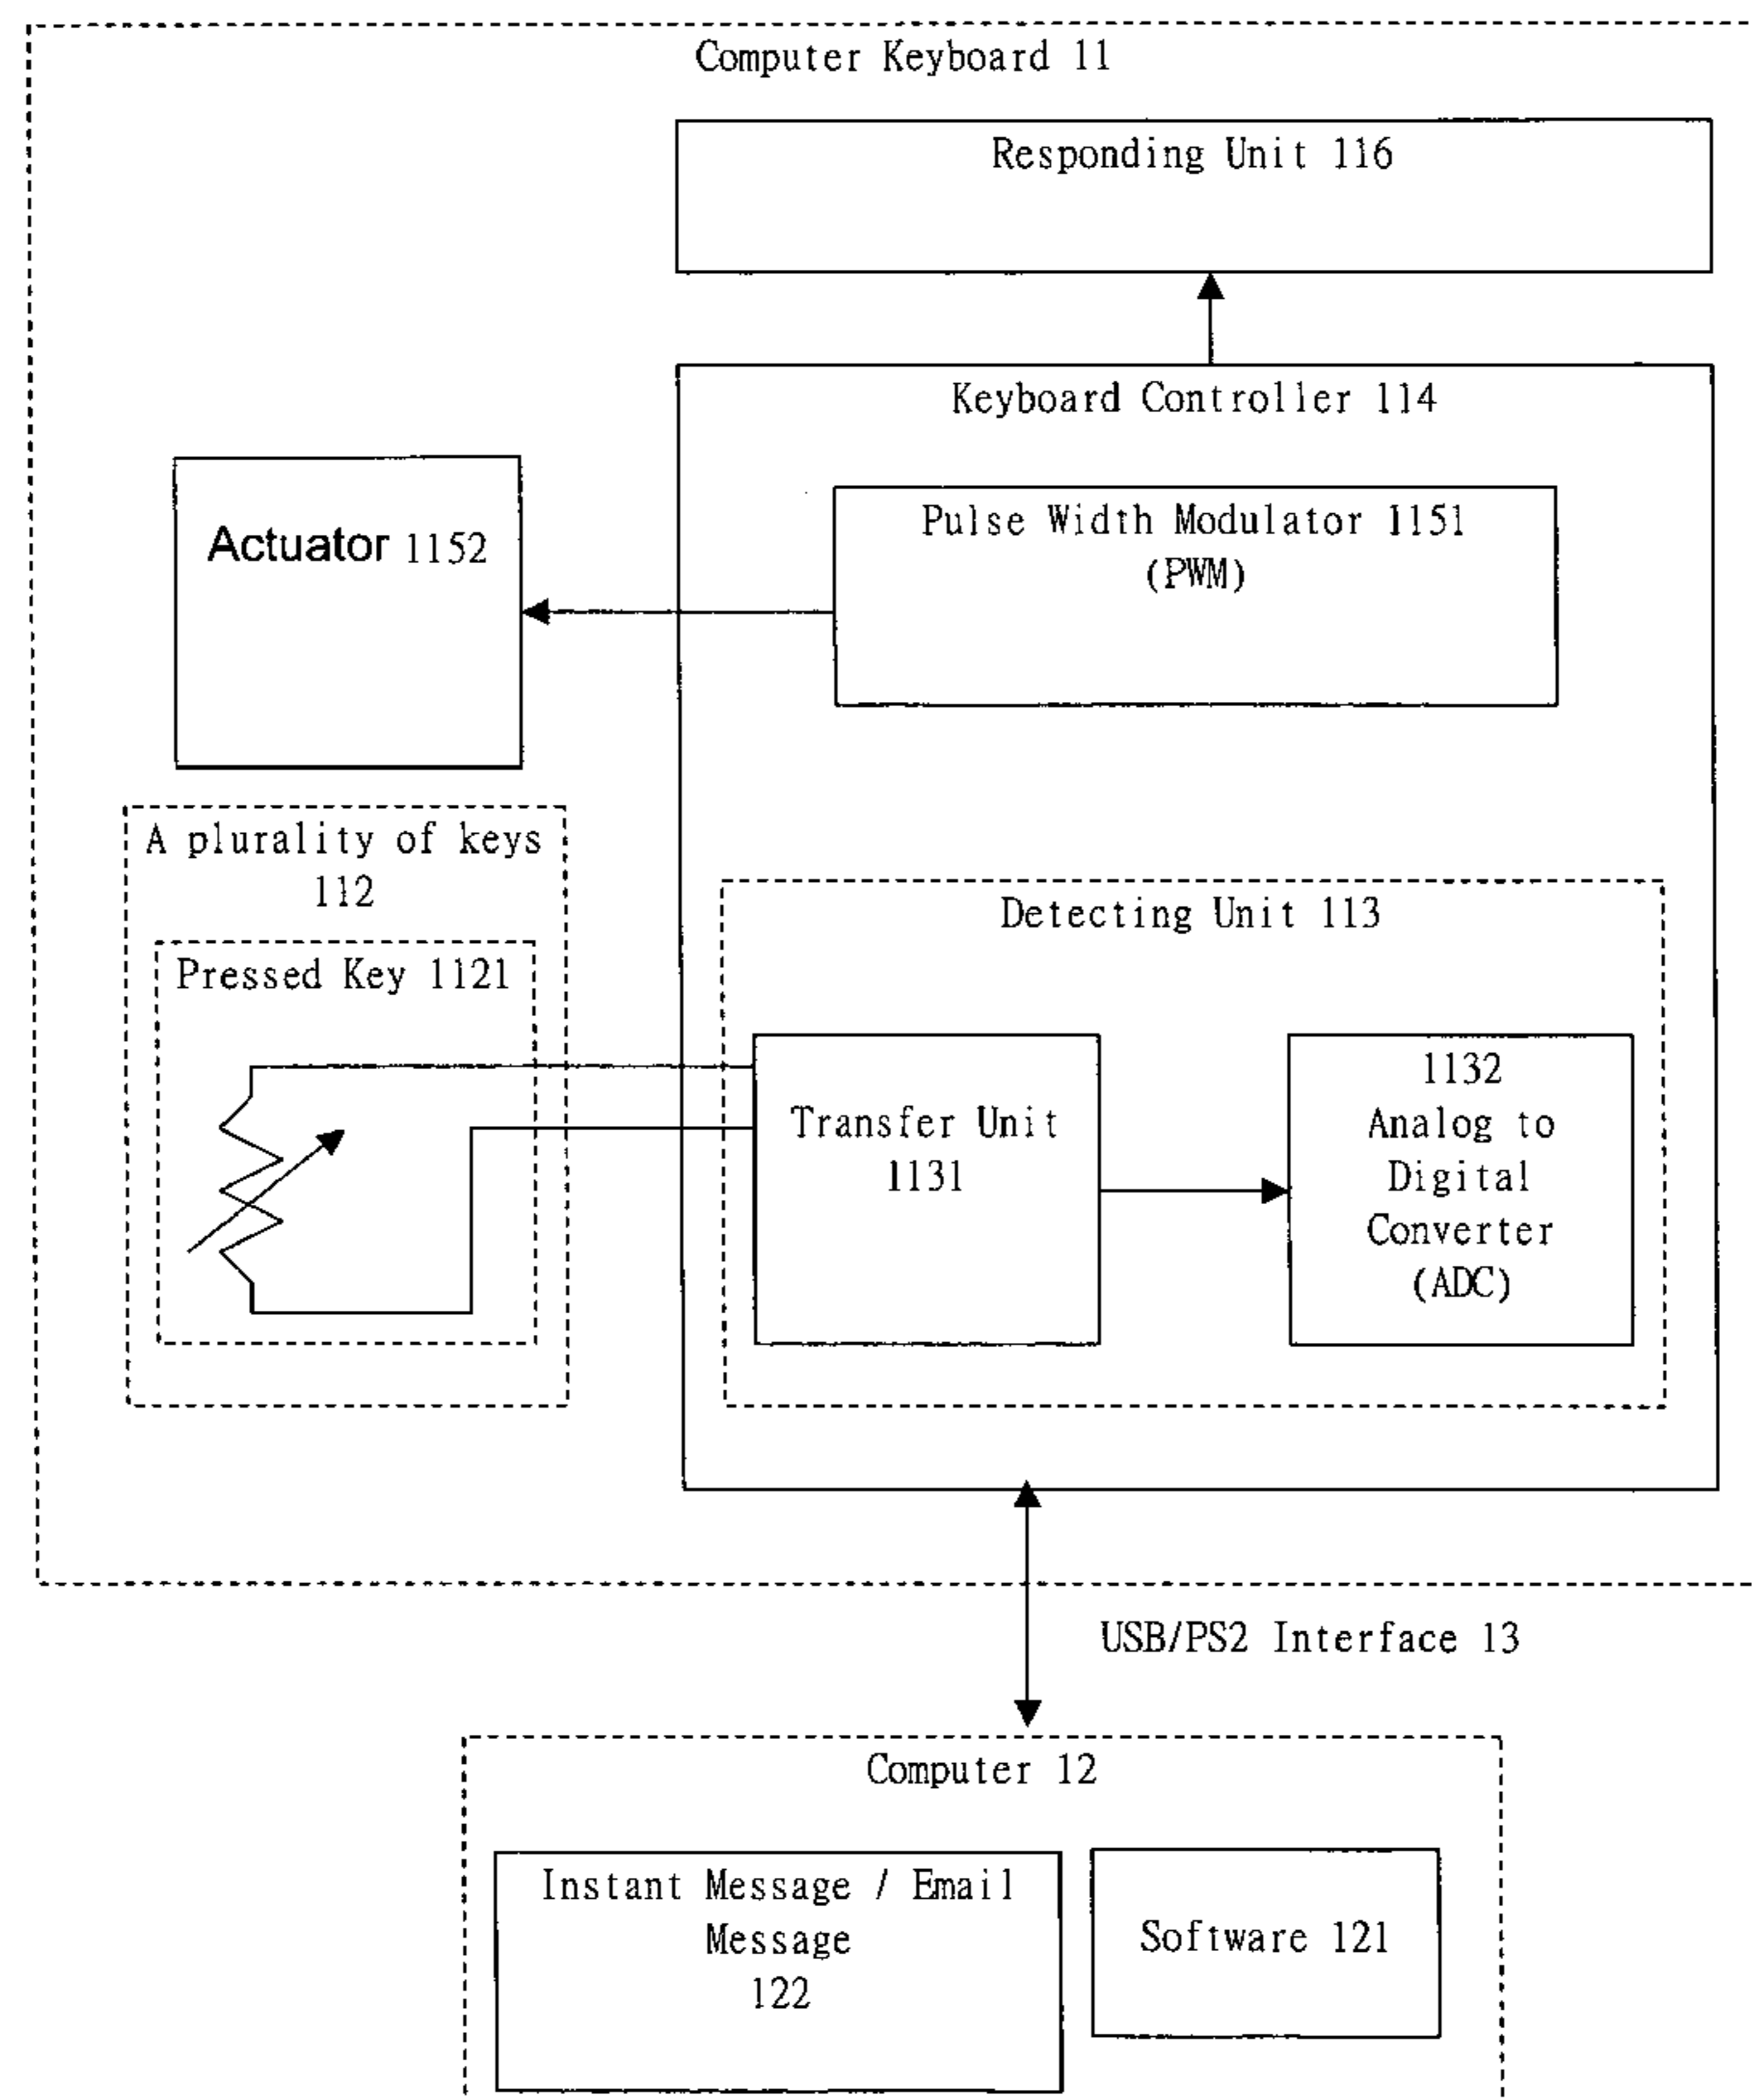 Computer Keyboard 11
Responding Unit 116
Keyboard Controller 114
Pulse Width Modulator 1151
(PWM)
Actuator 1152
A plurality of keys
112
Pressed Key 1121
Detecting Unit 113
Transfer Unit
1131
1132
Analog to
Digital
Converter
(ADC)
USB/PS2 Interface 13
Computer 12
Instant Message / Email
Message
122
Software 121